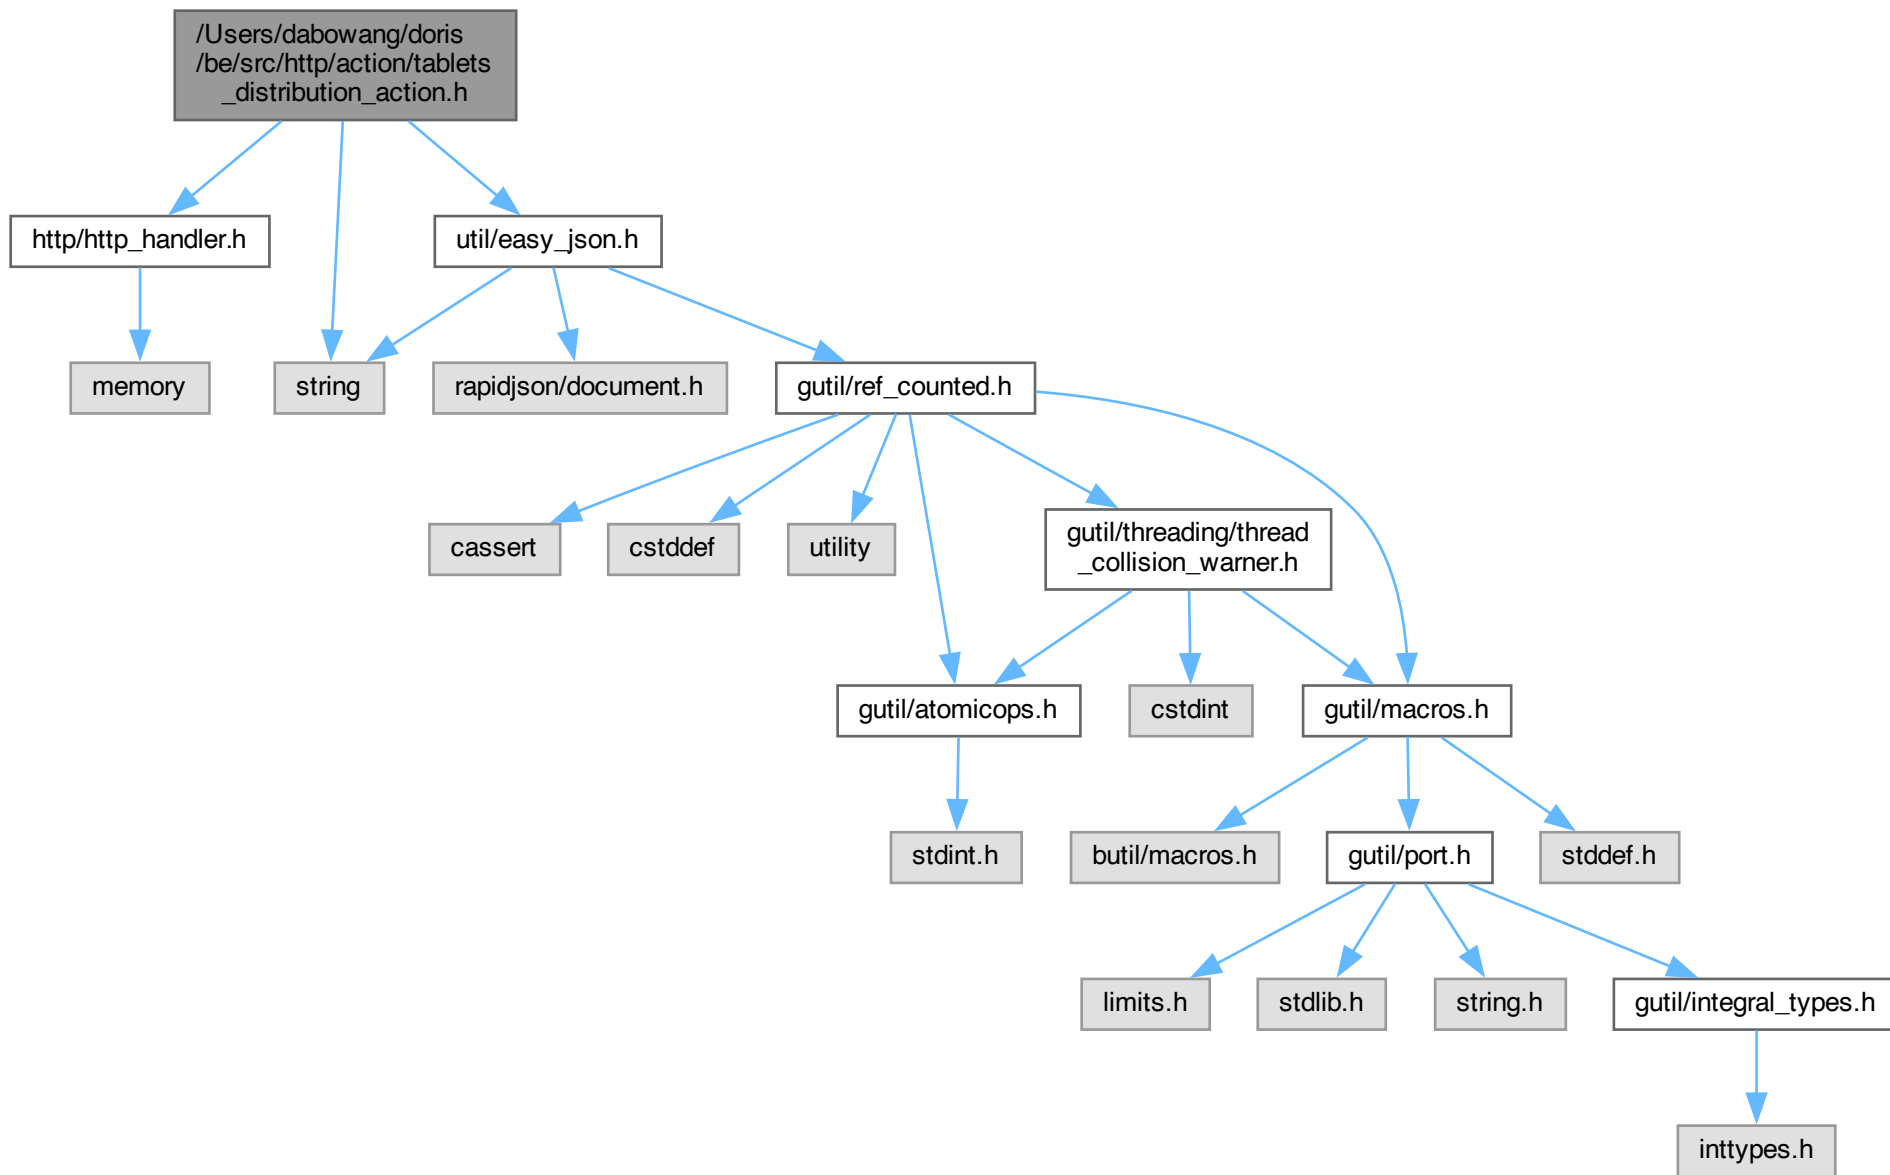 /Users/dabowang/doris
/be/src/http/action/tablets
_distribution_action.h
http/http_handler.h
util/easy_json.h
memory
string
rapidjson/document.h
gutil/ref_counted.h
cassert
cstddef
utility
gutil/threading/thread
_collision_warner.h
gutil/atomicops.h
cstdint
gutil/macros.h
stdint.h
butil/macros.h
gutil/port.h
stddef.h
limits.h
stdlib.h
string.h
gutil/integral_types.h
inttypes.h